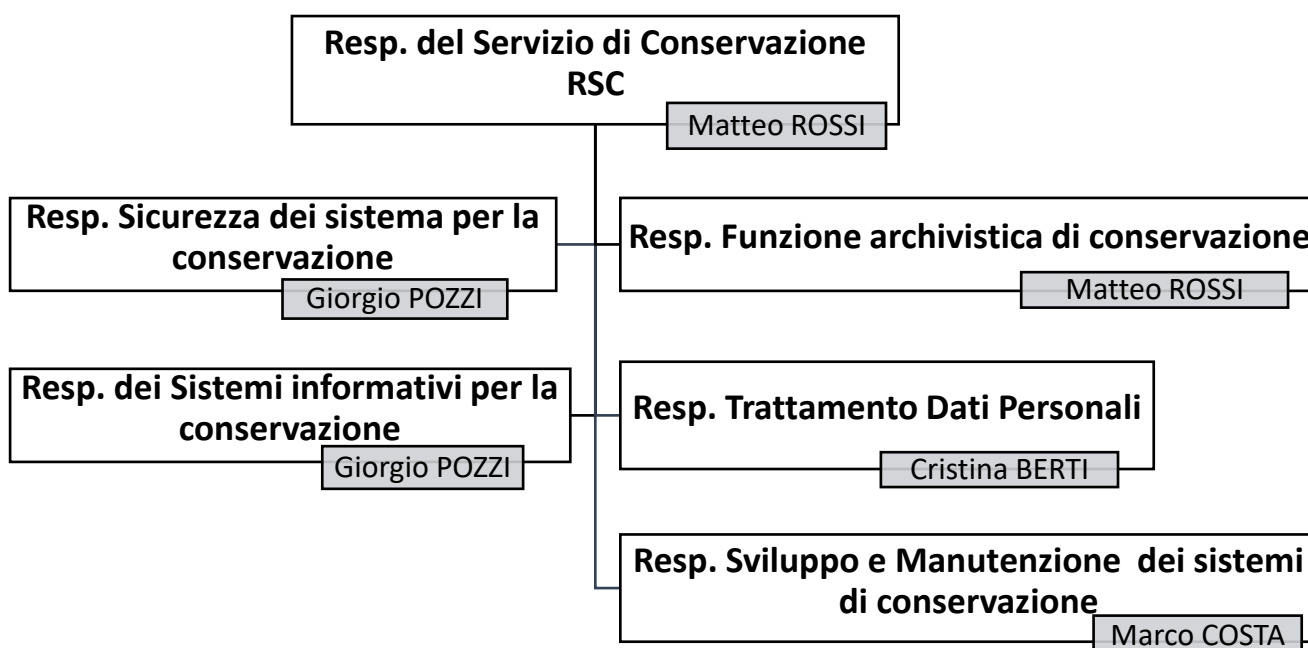 Resp. del Servizio di Conservazione
RSC
Matteo ROSSI
Resp. Sicurezza dei sistema per la
conservazione
Giorgio POZZI
Resp. Funzione archivistica di conservazione
Matteo ROSSI
Resp. dei Sistemi informativi per la
conservazione
Giorgio POZZI
Resp. Trattamento Dati Personali
Cristina BERTI
Resp. Sviluppo e Manutenzione dei sistemi
di conservazione
Marco COSTA